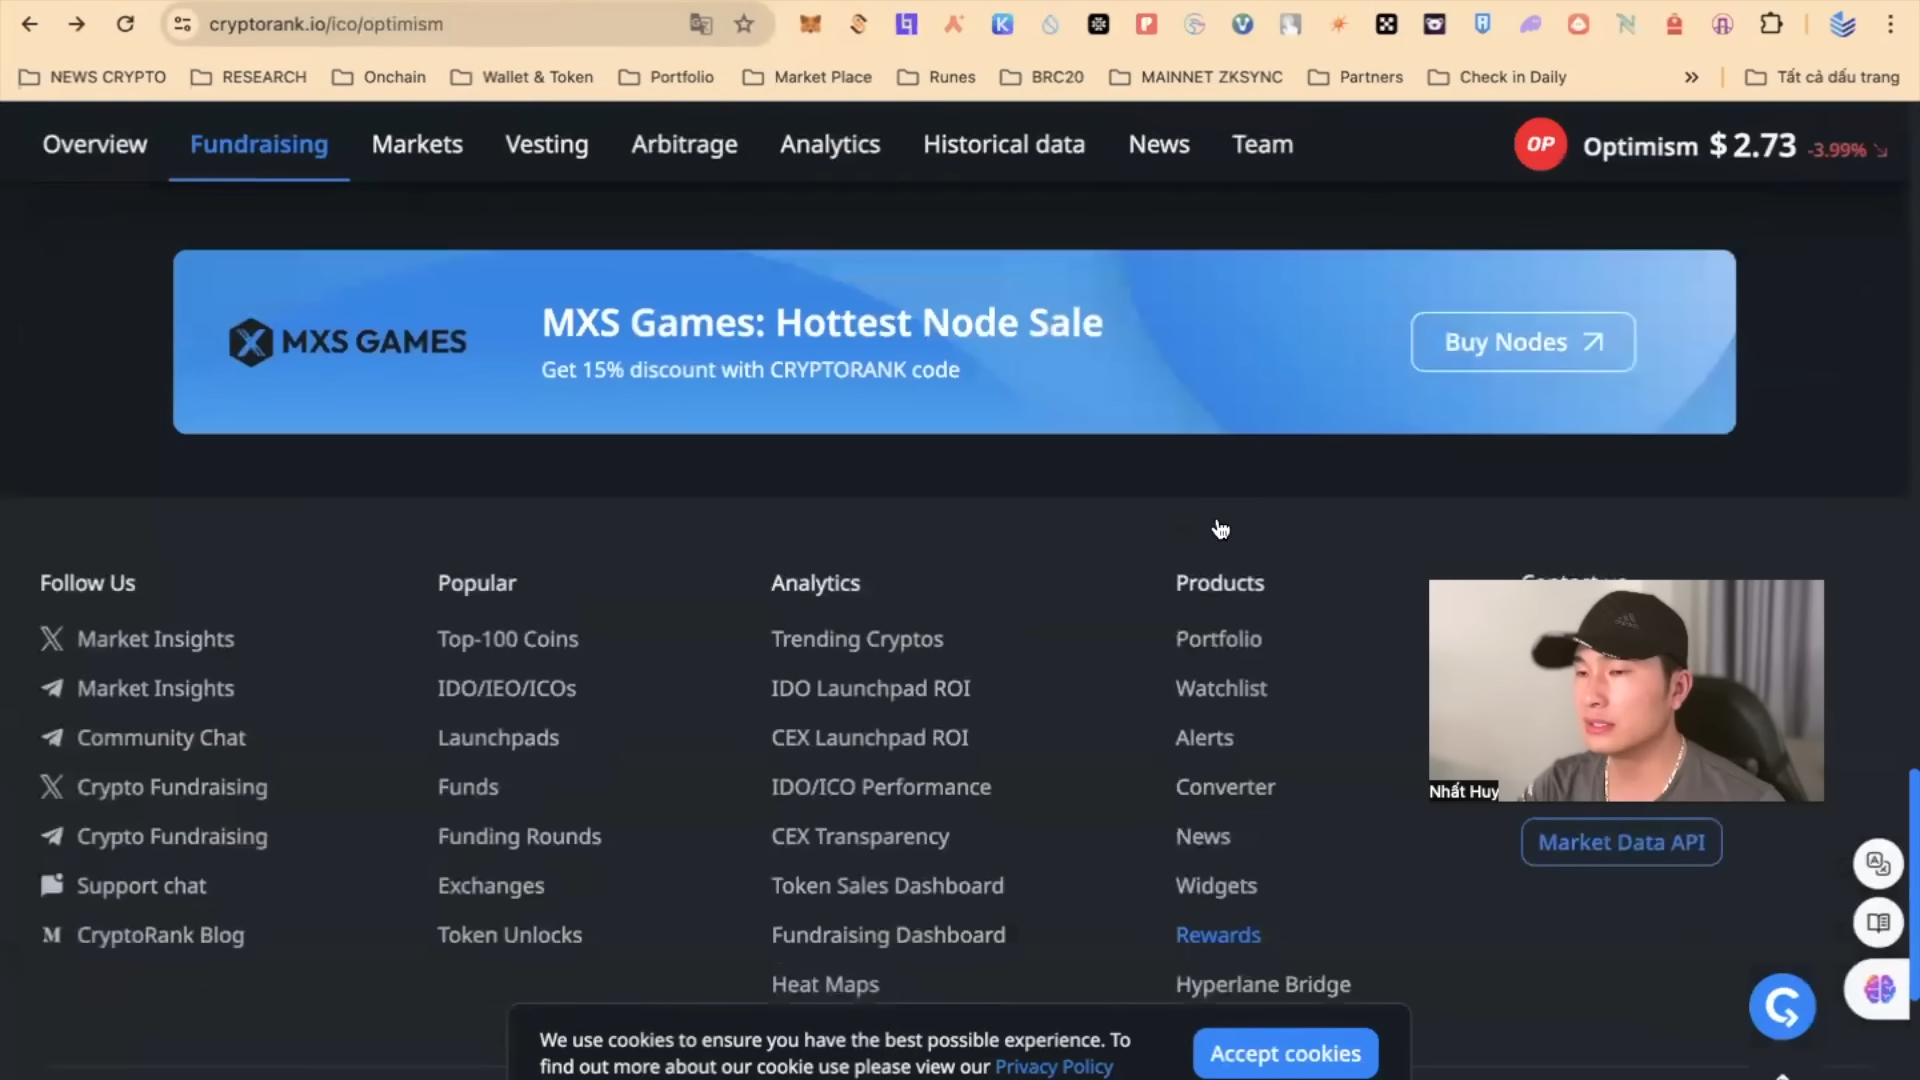 cryptorank.io/ico/optimism
NEWS CRYPTO
RESEARCH
Onchain
Wallet & Token
Portfolio
Market Place
Runes
BRC20
MAINNET ZKSYNC
Partners
Check in Daily
»
Tất cả dấu trang
Overview
Fundraising
Markets
Vesting
Arbitrage
Analytics
Historical data
News
Team
OP
Optimism $ 2.73 -3.99%
MXS GAMES
MXS Games: Hottest Node Sale
Get 15% discount with CRYPTORANK code
Buy Nodes
Follow Us
Market Insights
Market Insights
Community Chat
Crypto Fundraising
Crypto Fundraising
Support chat
CryptoRank Blog
Popular
Top-100 Coins
IDO/IEO/ICOs
Launchpads
Funds
Funding Rounds
Exchanges
Token Unlocks
Analytics
Trending Cryptos
IDO Launchpad ROI
CEX Launchpad ROI
IDO/ICO Performance
CEX Transparency
Token Sales Dashboard
Fundraising Dashboard
Heat Maps
Products
Portfolio
Watchlist
Alerts
Converter
News
Widgets
Rewards
Hyperlane Bridge
Nhất Huy
Market Data API
We use cookies to ensure you have the best possible experience. To
find out more about our cookie use please view our Privacy Policy
Accept cookies